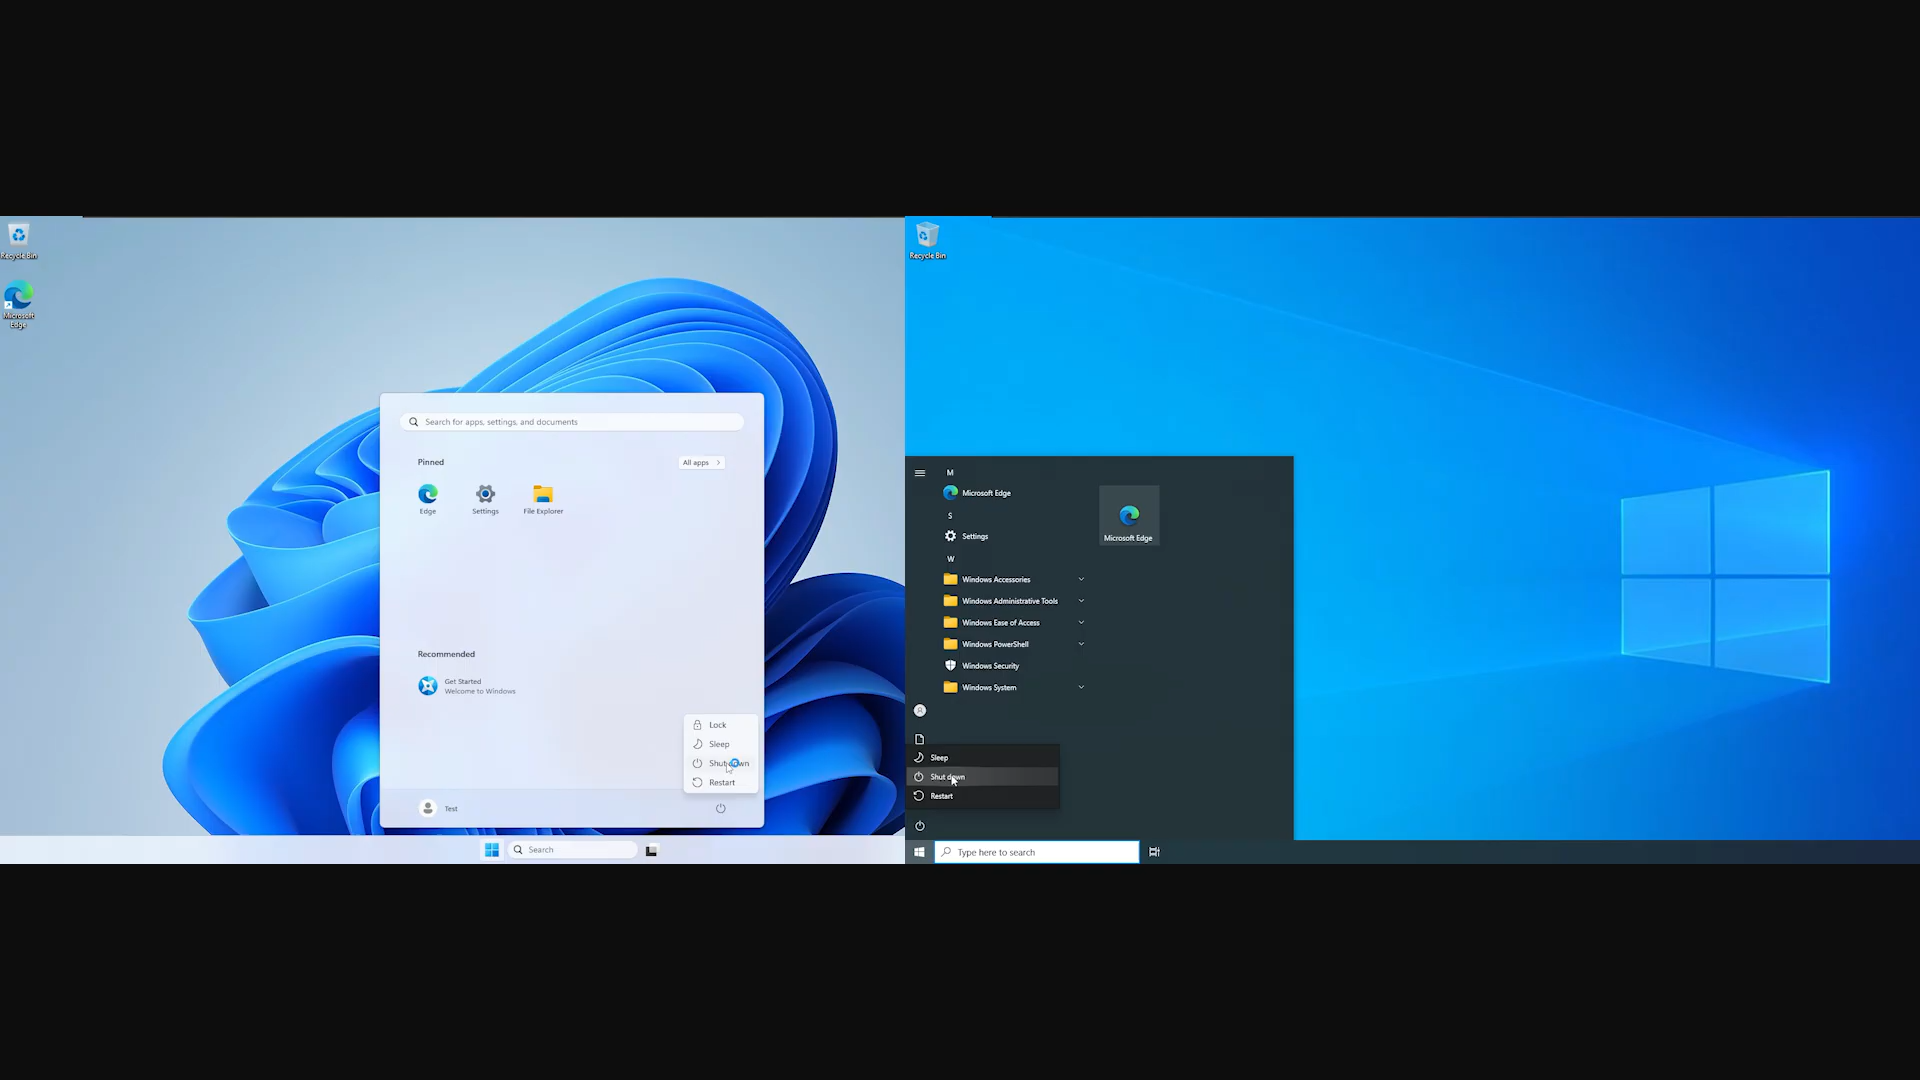 Recycle Bin
Microsoft
Edge
Search for apps, settings, and documents
Pinned
All apps
Edge
Settings
File Explorer
Recommended
Get Started
Welcome to Windows
Lock
Sleep
Shut down
Restart
Test
Search
Recycle Bin
M
Microsoft Edge
S
Settings
W
Windows Accessories
Windows Administrative Tools
Windows Ease of Access
Windows PowerShell
Windows Security
Windows System
Microsoft Edge
Sleep
Shut down
Restart
Type here to search